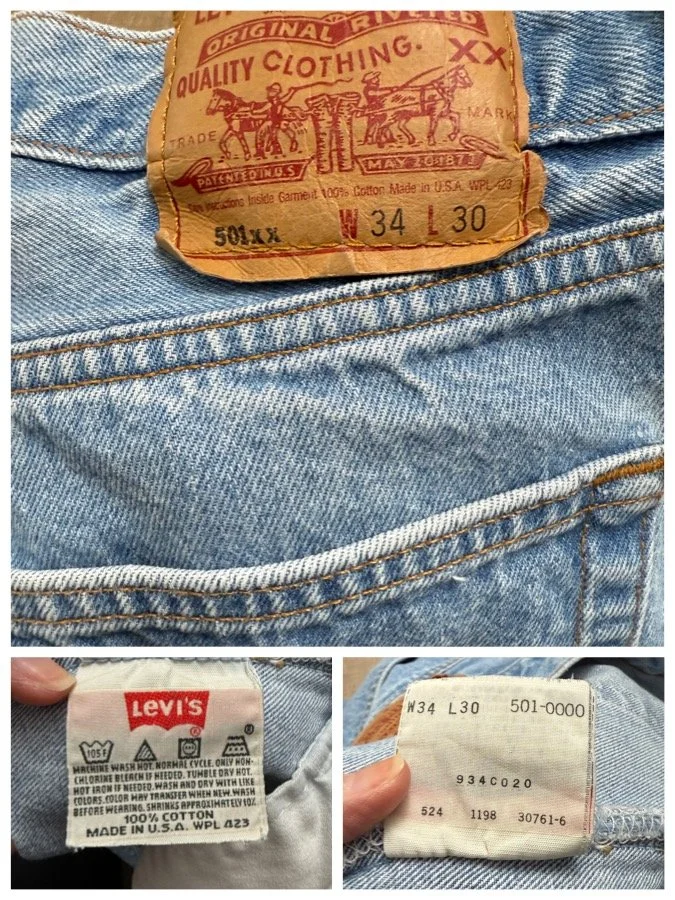 ORIGINAL RIVETED
QUALITY CLOTHING. XX
TRADE MARK
PATENTED IN U.S. MAY 20 1873
Instructions Inside Garment 100% Cotton Made in U.S.A. WPL 423
501xx W 34 L 30
LEVI'S
®
105F
®
MACHINE WASH HOT. NORMAL CYCLE. ONLY NON-
CHLORINE BLEACH IF NEEDED. TUMBLE DRY HOT.
HOT IRON IF NEEDED. WASH AND DRY WITH LIKE
COLORS. COLOR MAY TRANSFER WHEN NEW. WASH
BEFORE WEARING. SHRINKS APPROXIMATELY 10%
100% COTTON
MADE IN U.S.A. WPL 423
W34 L30 501-0000
934C020
524 1198 30761-6